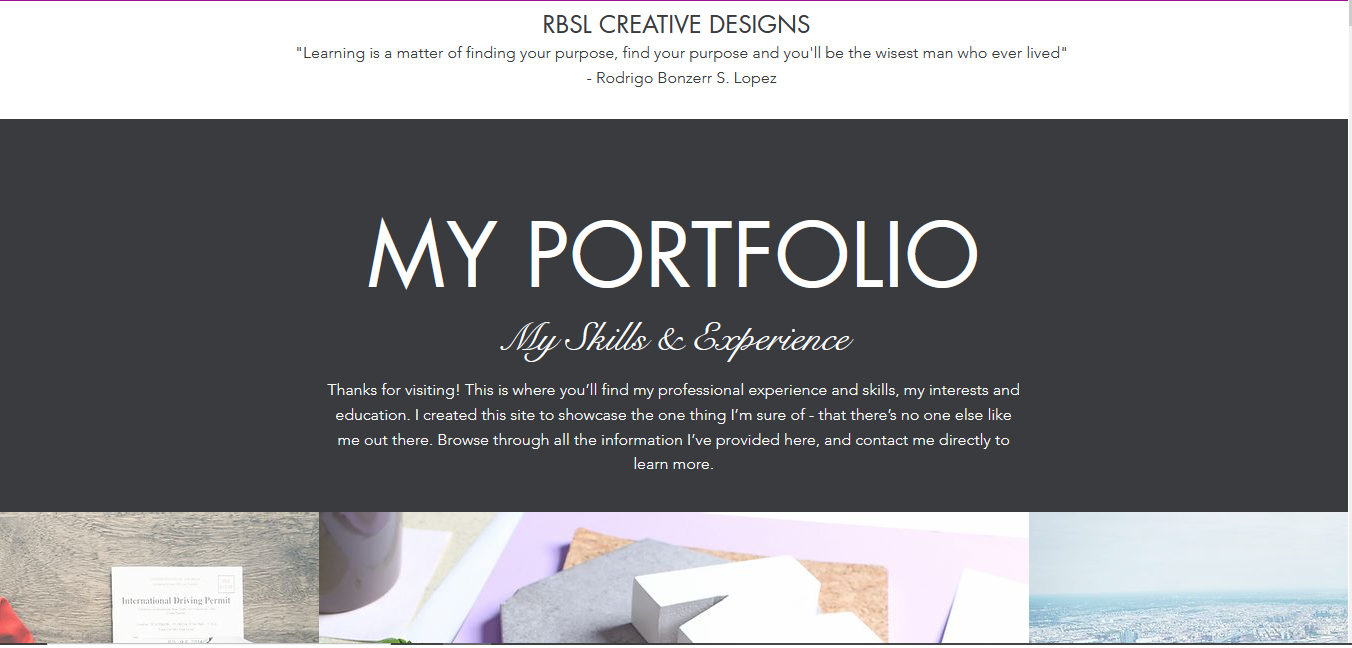 RBSL CREATIVE DESIGNS
"Learning is a matter of finding your purpose, find your purpose and you'll be the wisest man who ever lived"
- Rodrigo Bonzerr S. Lopez
MY PORTFOLIO
My Skills & Experience
Thanks for visiting! This is where you’ll find my professional experience and skills, my interests and
education. I created this site to showcase the one thing I’m sure of - that there’s no one else like
me out there. Browse through all the information I’ve provided here, and contact me directly to
learn more.
International Driving Permit